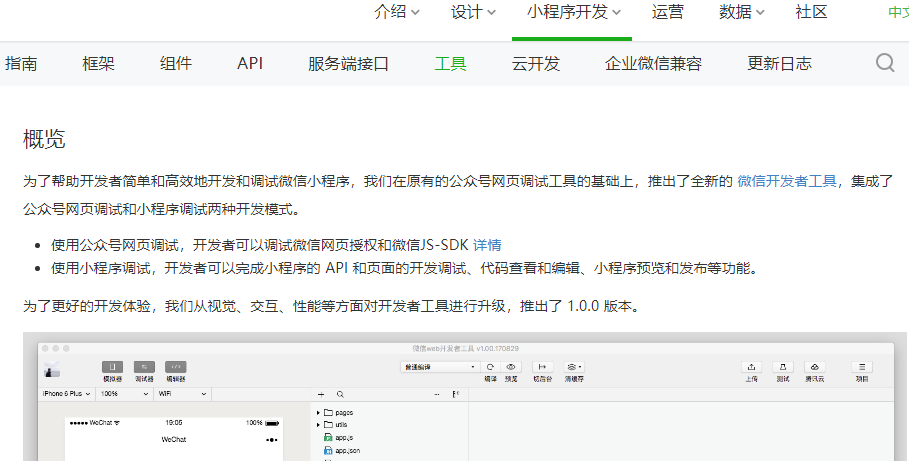 介绍 设计 小程序开发 运营 数据 社区 中文
指南 框架 组件 API 服务端接口 工具 云开发 企业微信兼容 更新日志
概览
为了帮助开发者简单和高效地开发和调试微信小程序，我们在原有的公众号网页调试工具的基础上，推出了全新的 微信开发者工具，集成了
公众号网页调试和小程序调试两种开发模式。
使用公众号网页调试，开发者可以调试微信网页授权和微信JS-SDK 详情
使用小程序调试，开发者可以完成小程序的 API 和页面的开发调试、代码查看和编辑、小程序预览和发布等功能。
为了更好的开发体验，我们从视觉、交互、性能等方面对开发者工具进行升级，推出了 1.0.0 版本。
微信web开发者工具 v1.00.170829
模拟器 调试器 编辑器 普通编译 编译 预览 切后台 清缓存 上传 测试 腾讯云 项目
iPhone 6 Plus 100% WiFi
WeChat 19:05 100%
WeChat
pages
utils
app.js
app.json